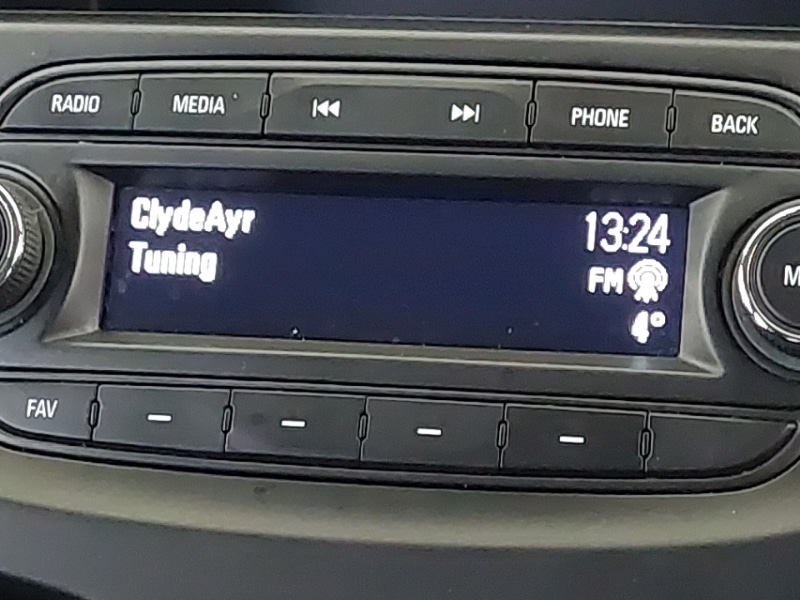 RADIO MEDIA PHONE BACK
ClydeAyr 13:24
Tuning FM
4°
M
FAV